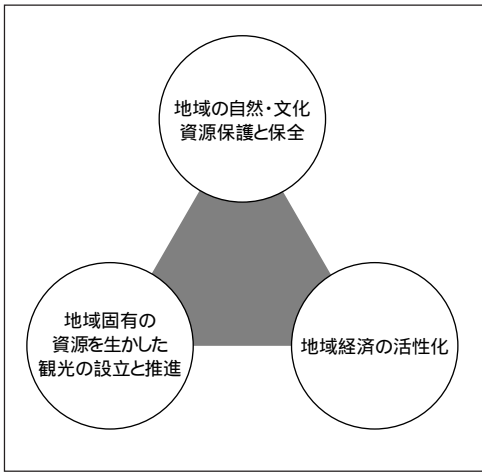 地域の自然・文化
資源保護と保全
地域固有の
資源を生かした
観光の設立と推進
地域経済の活性化